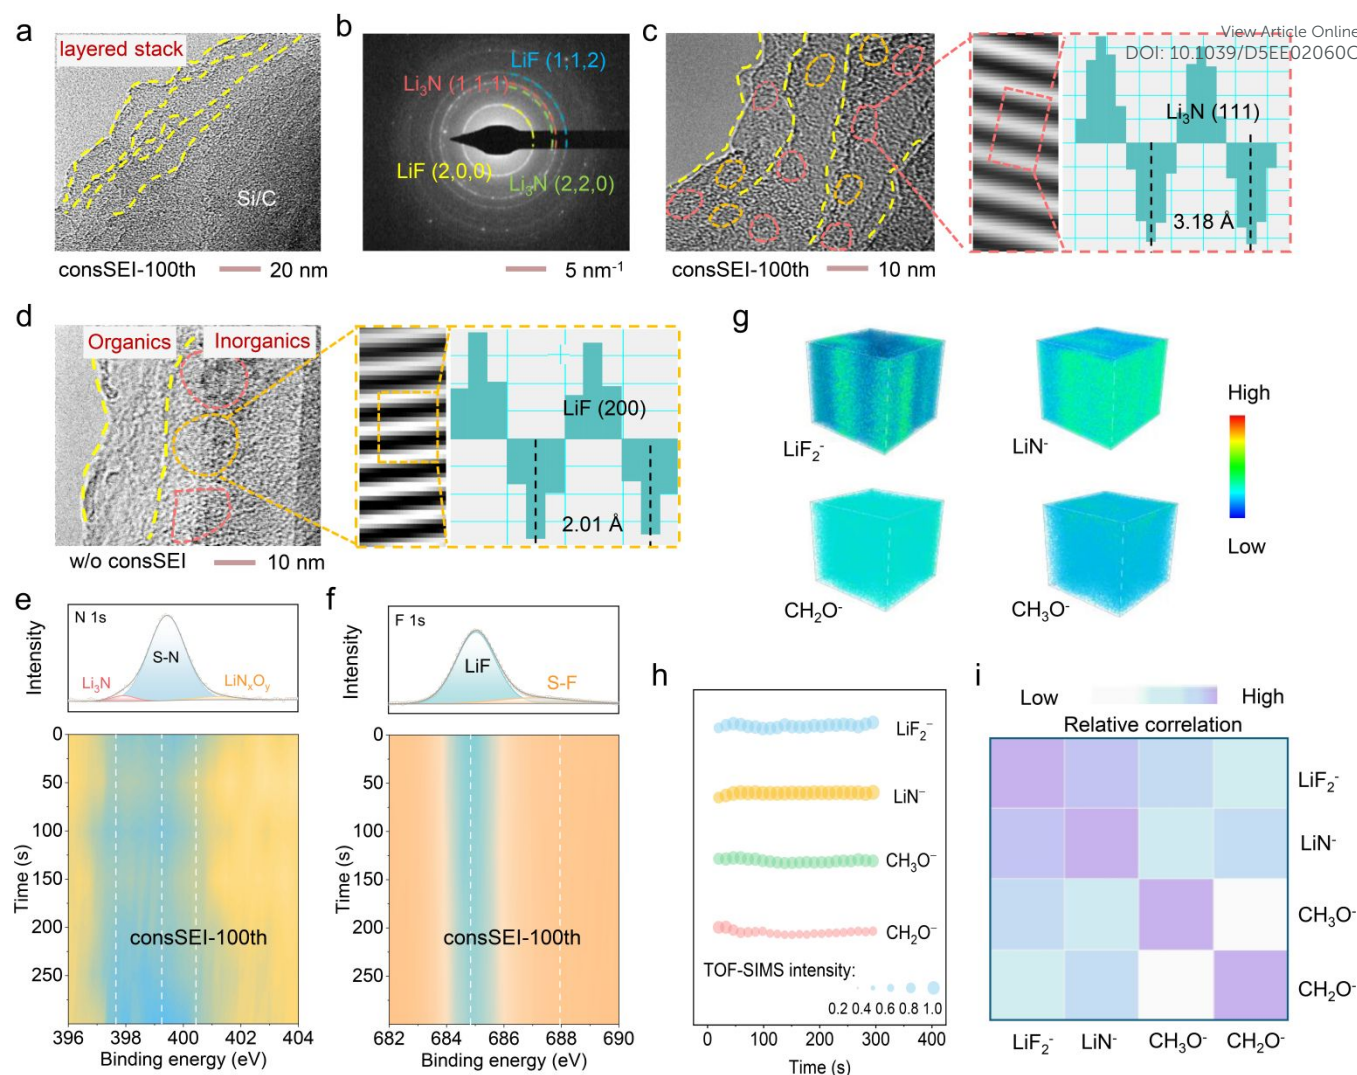 View Article Online
DOI: 10.1039/D5EE02060C
a
layered stack
Si/C
consSEI-100th
20 nm
b
LiF (1,1,2)
Li₃N (1,1,1)
LiF (2,0,0)
Li₃N (2,2,0)
5 nm⁻¹
c
consSEI-100th
10 nm
Li₃N (111)
3.18 Å
d
Organics
Inorganics
w/o consSEI
10 nm
LiF (200)
2.01 Å
g
LiF₂⁻
LiN⁻
CH₂O⁻
CH₃O⁻
High
Low
e
N 1s
S-N
Li₃N
LiNₓOᵧ
Intensity
0
50
100
150
200
250
Time (s)
consSEI-100th
396 398 400 402 404
Binding energy (eV)
f
F 1s
LiF
S-F
Intensity
0
50
100
150
200
250
Time (s)
consSEI-100th
682 684 686 688 690
Binding energy (eV)
h
LiF₂⁻
LiN⁻
CH₃O⁻
CH₂O⁻
TOF-SIMS intensity:
0.2 0.4 0.6 0.8 1.0
0 100 200 300 400
Time (s)
i
Low
High
Relative correlation
LiF₂⁻
LiN⁻
CH₃O⁻
CH₂O⁻
LiF₂⁻ LiN⁻ CH₃O⁻ CH₂O⁻